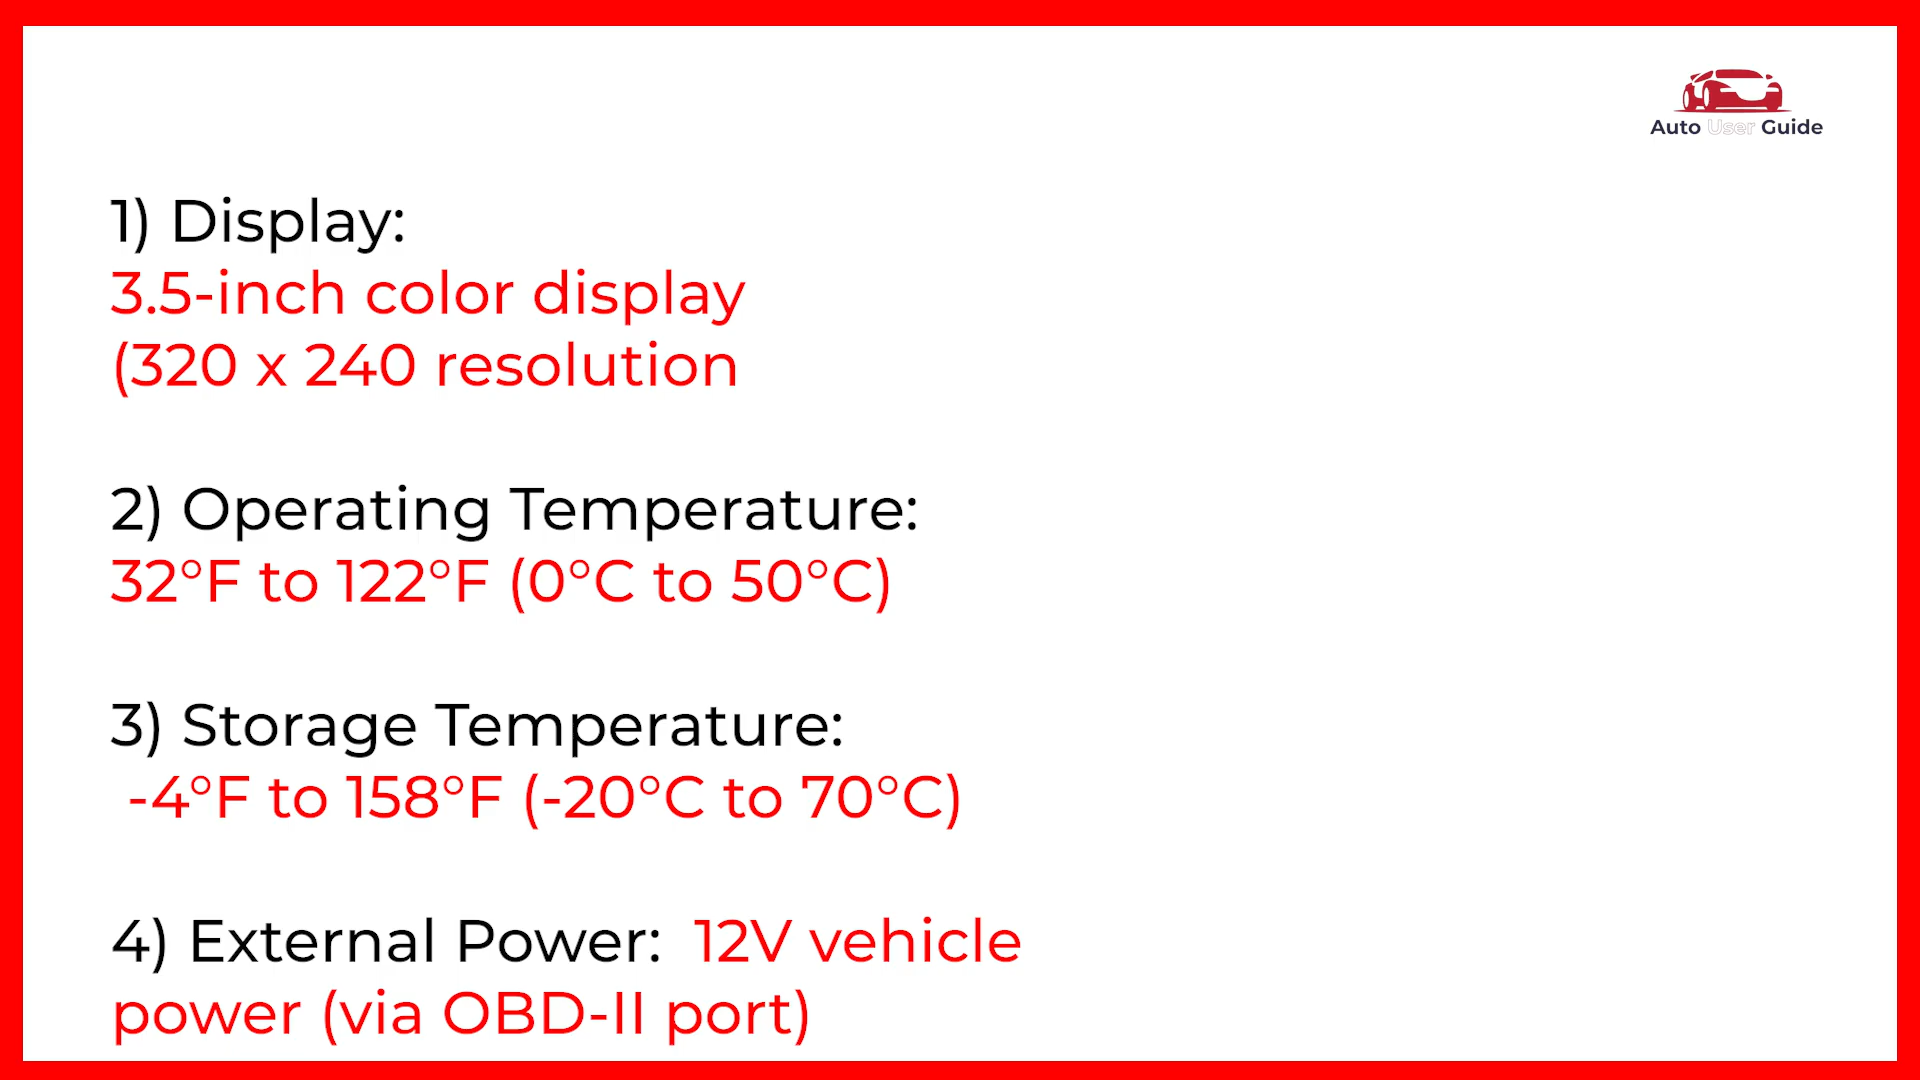 Auto User Guide
1) Display:
3.5-inch color display
(320 x 240 resolution
2) Operating Temperature:
32°F to 122°F (0°C to 50°C)
3) Storage Temperature:
-4°F to 158°F (-20°C to 70°C)
4) External Power: 12V vehicle
power (via OBD-II port)